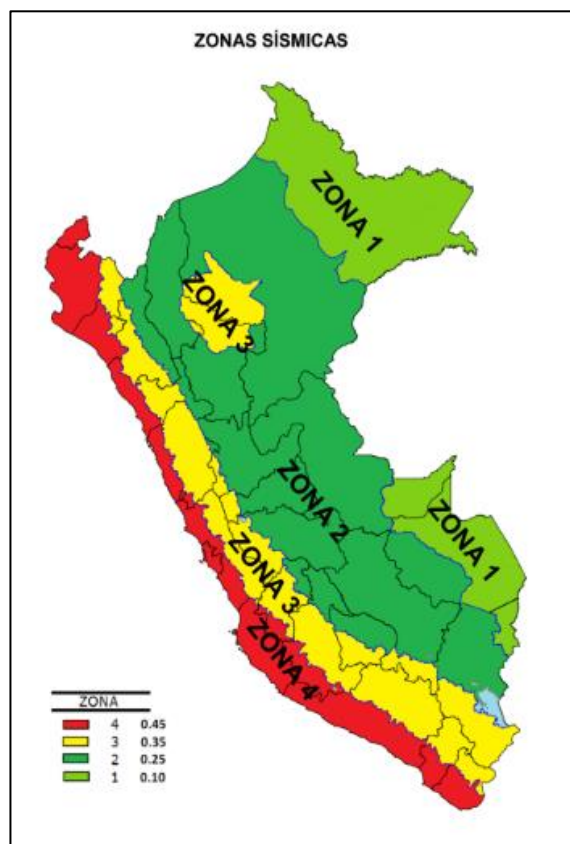 ZONAS SÍSMICAS
ZONA 1
ZONA 3
ZONA 2
ZONA 1
ZONA 3
ZONA 4
ZONA
4 0.45
3 0.35
2 0.25
1 0.10